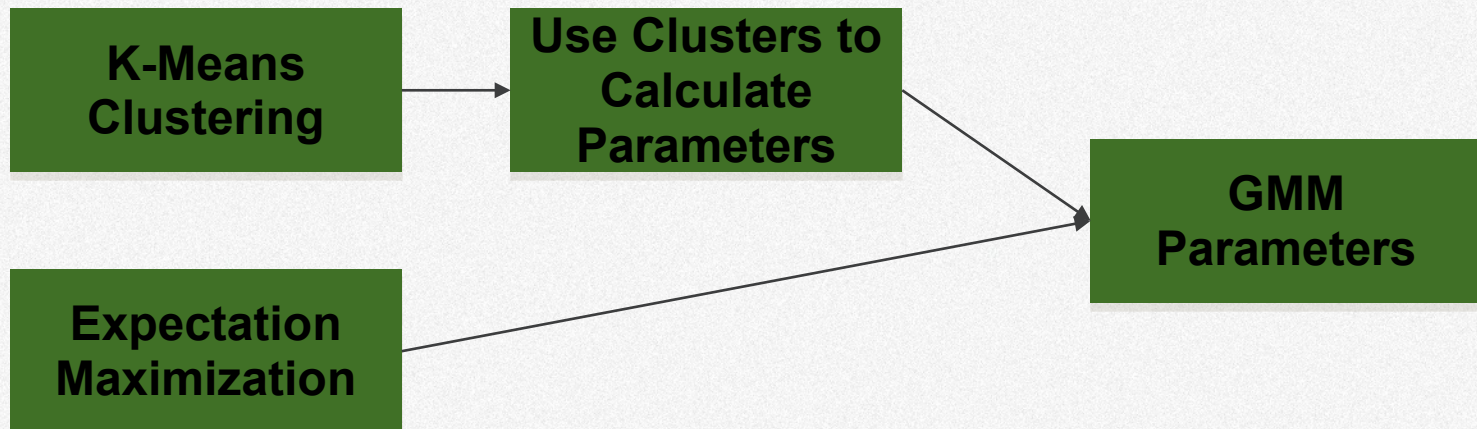 K-Means
Clustering
Use Clusters to
Calculate
Parameters
GMM
Parameters
Expectation
Maximization